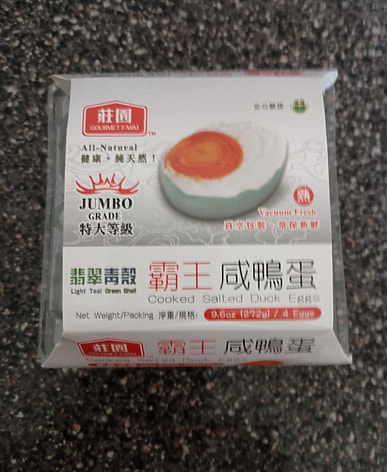 莊園
GOURMET FARM
TM
All-Natural
健康,純天然!
JUMBO
GRADE
特大等級
熟
Vacuum Fresh
真空包裝,常保新鮮
翡翠青殼
Light Teal Green Shell
霸王咸鴨蛋
Cooked Salted Duck Eggs
Net Weight/Packing 淨重/規格: 9.6oz (272g) / 4 Eggs
莊園
霸王咸鴨蛋
Cooked Salted Duck Eggs